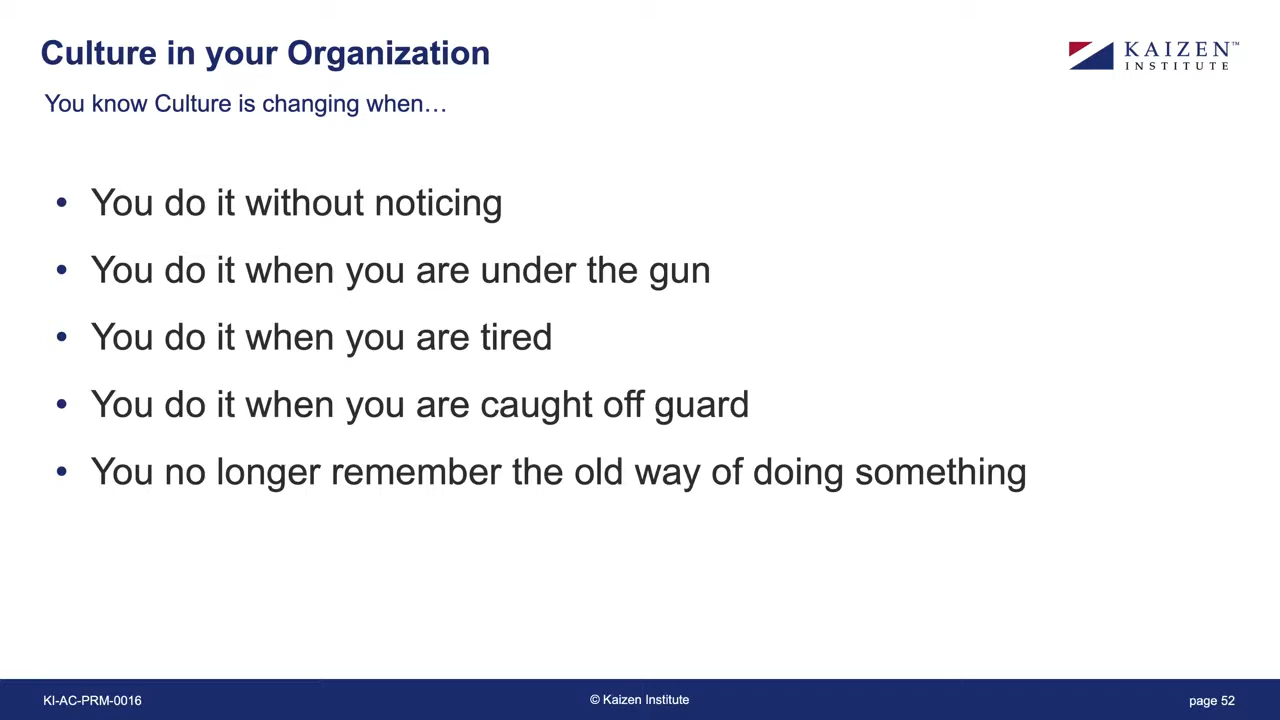 Culture in your Organization
KAIZEN™
INSTITUTE
You know Culture is changing when…
• You do it without noticing
• You do it when you are under the gun
• You do it when you are tired
• You do it when you are caught off guard
• You no longer remember the old way of doing something
KI-AC-PRM-0016
© Kaizen Institute
page 52